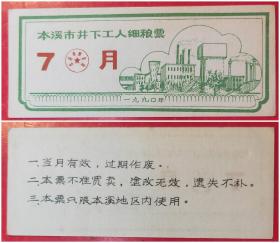 本溪市井下工人细粮票
7月
一九九〇年
一.当月有效，过期作废。
二.本票不准买卖，涂改无效，遗失不补。
三.本票只限本溪地区内使用。